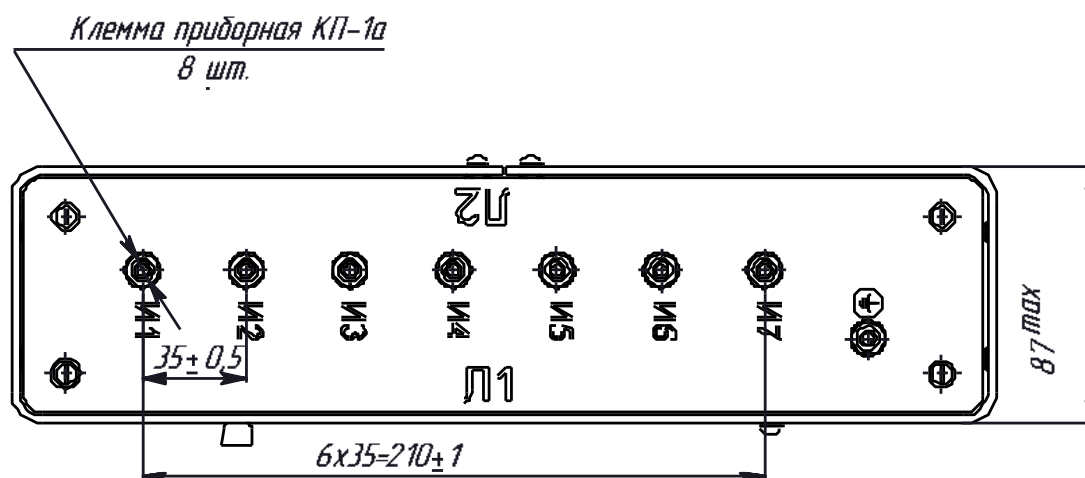 Клемма приборная КП-1а
8 шт.
Л2
И1 И2 И3 И4 И5 И6 И7
35± 0,5
Л1
87 max
6x35=210±1